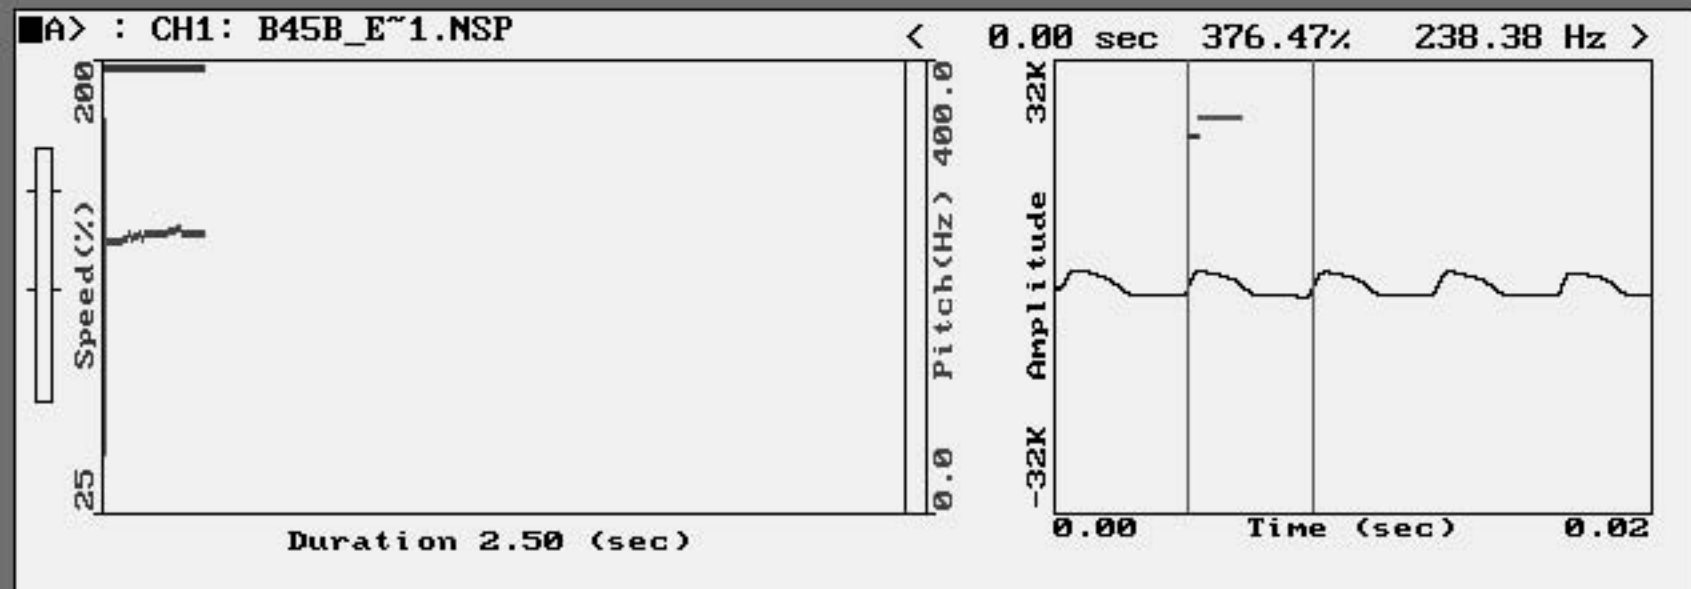 A> : CH1: B45B_E~1.NSP
< 0.00 sec 376.47% 238.38 Hz >
200
Speed(%)
25
Duration 2.50 (sec)
400.0
Pitch(Hz)
0.0
32K
Amplitude
-32K
0.00 Time (sec) 0.02